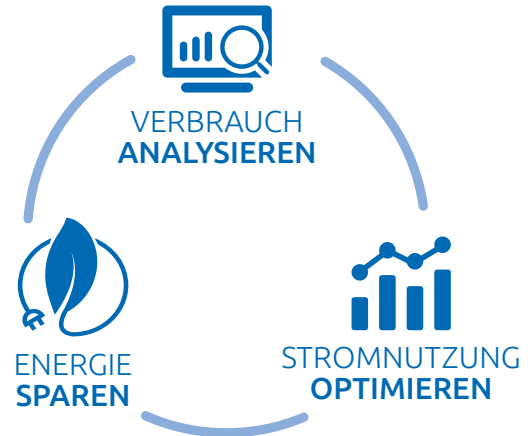 VERBRAUCH
ANALYSIEREN
STROMNUTZUNG
OPTIMIEREN
ENERGIE
SPAREN